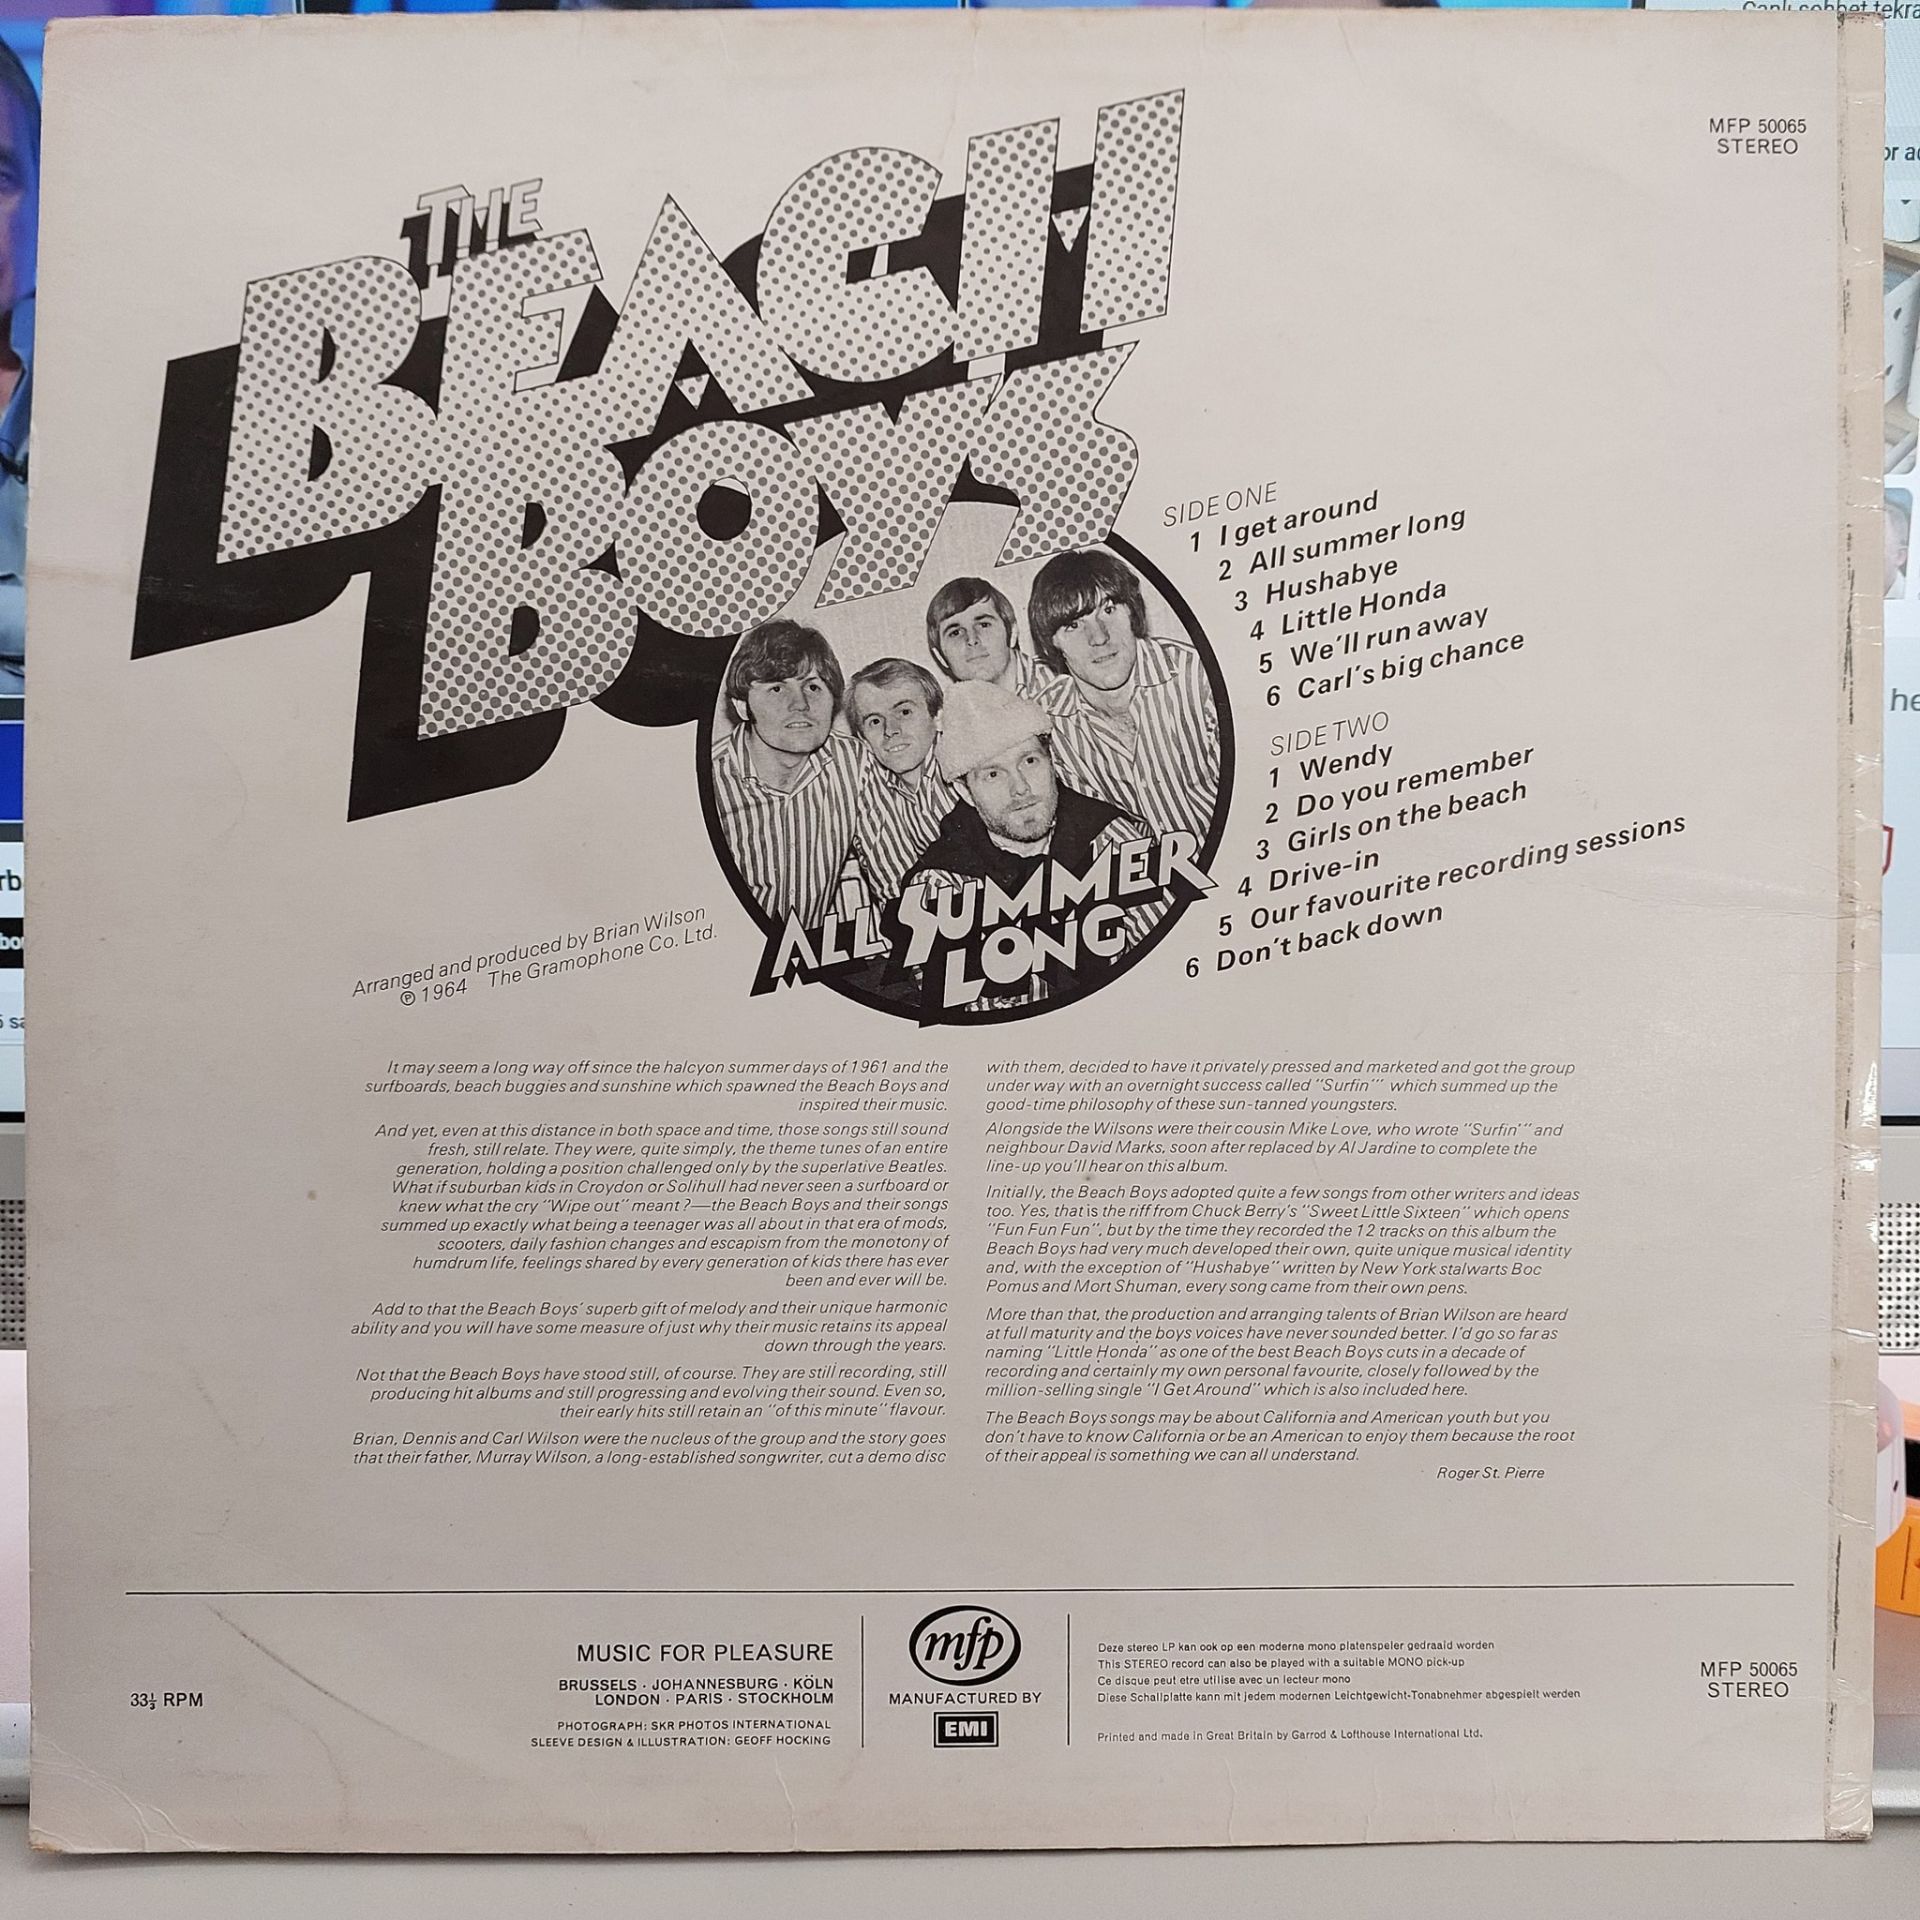 Canlı sohbet tekra
MFP 50065
STEREO
THE
BEACH
BOYS
SIDE ONE
1 I get around
2 All summer long
3 Hushabye
4 Little Honda
5 We'll run away
6 Carl's big chance
SIDE TWO
1 Wendy
2 Do you remember
3 Girls on the beach
4 Drive-in
5 Our favourite recording sessions
6 Don't back down
ALL SUMMER
LONG
Arranged and produced by Brian Wilson
℗ 1964 The Gramophone Co. Ltd.
It may seem a long way off since the halcyon summer days of 1961 and the
surfboards, beach buggies and sunshine which spawned the Beach Boys and
inspired their music.
And yet, even at this distance in both space and time, those songs still sound
fresh, still relate. They were, quite simply, the theme tunes of an entire
generation, holding a position challenged only by the superlative Beatles.
What if suburban kids in Croydon or Solihull had never seen a surfboard or
knew what the cry "Wipe out" meant?—the Beach Boys and their songs
summed up exactly what being a teenager was all about in that era of mods,
scooters, daily fashion changes and escapism from the monotony of
humdrum life, feelings shared by every generation of kids there has ever
been and ever will be.
Add to that the Beach Boys' superb gift of melody and their unique harmonic
ability and you will have some measure of just why their music retains its appeal
down through the years.
Not that the Beach Boys have stood still, of course. They are still recording, still
producing hit albums and still progressing and evolving their sound. Even so,
their early hits still retain an "of this minute" flavour.
Brian, Dennis and Carl Wilson were the nucleus of the group and the story goes
that their father, Murray Wilson, a long-established songwriter, cut a demo disc
with them, decided to have it privately pressed and marketed and got the group
under way with an overnight success called "Surfin'" which summed up the
good-time philosophy of these sun-tanned youngsters.
Alongside the Wilsons were their cousin Mike Love, who wrote "Surfin'" and
neighbour David Marks, soon after replaced by Al Jardine to complete the
line-up you'll hear on this album.
Initially, the Beach Boys adopted quite a few songs from other writers and ideas
too. Yes, that is the riff from Chuck Berry's "Sweet Little Sixteen" which opens
"Fun Fun Fun", but by the time they recorded the 12 tracks on this album the
Beach Boys had very much developed their own, quite unique musical identity
and, with the exception of "Hushabye" written by New York stalwarts Boc
Pomus and Mort Shuman, every song came from their own pens.
More than that, the production and arranging talents of Brian Wilson are heard
at full maturity and the boys voices have never sounded better. I'd go so far as
naming "Little Honda" as one of the best Beach Boys cuts in a decade of
recording and certainly my own personal favourite, closely followed by the
million-selling single "I Get Around" which is also included here.
The Beach Boys songs may be about California and American youth but you
don't have to know California or be an American to enjoy them because the root
of their appeal is something we can all understand.
Roger St. Pierre
33⅓ RPM
MUSIC FOR PLEASURE
BRUSSELS · JOHANNESBURG · KÖLN
LONDON · PARIS · STOCKHOLM
PHOTOGRAPH: SKR PHOTOS INTERNATIONAL
SLEEVE DESIGN & ILLUSTRATION: GEOFF HOCKING
mfp
MANUFACTURED BY
EMI
Deze stereo LP kan ook op een moderne mono platenspeler gedraaid worden
This STEREO record can also be played with a suitable MONO pick-up
Ce disque peut etre utilise avec un lecteur mono
Diese Schallplatte kann mit jedem modernen Leichtgewicht-Tonabnehmer abgespielt werden
Printed and made in Great Britain by Garrod & Lofthouse International Ltd.
MFP 50065
STEREO